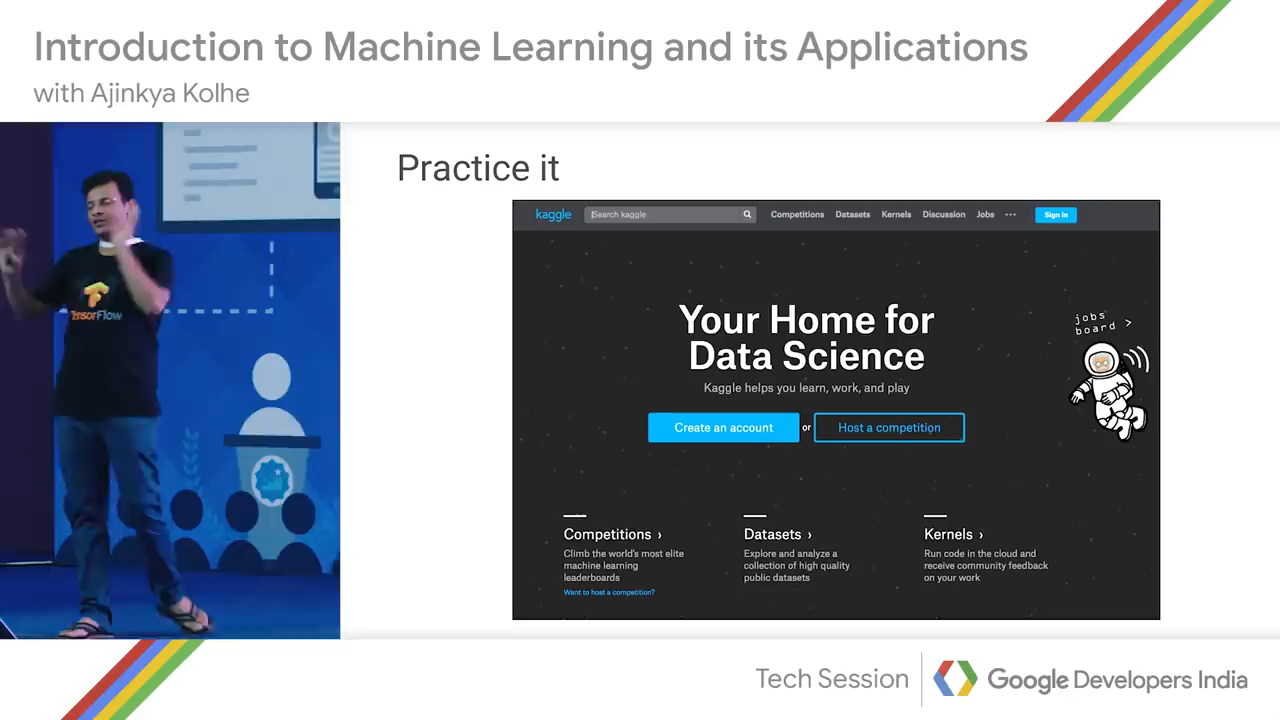 Introduction to Machine Learning and its Applications
with Ajinkya Kolhe
TensorFlow
Practice it
kaggle
Search kaggle
Competitions Datasets Kernels Discussion Jobs ••• Sign in
Your Home for
Data Science
Kaggle helps you learn, work, and play
Create an account or Host a competition
jobs
board >
Competitions ›
Climb the world's most elite
machine learning
leaderboards
Want to host a competition?
Datasets ›
Explore and analyze a
collection of high quality
public datasets
Kernels ›
Run code in the cloud and
receive community feedback
on your work
Tech Session
Google Developers India